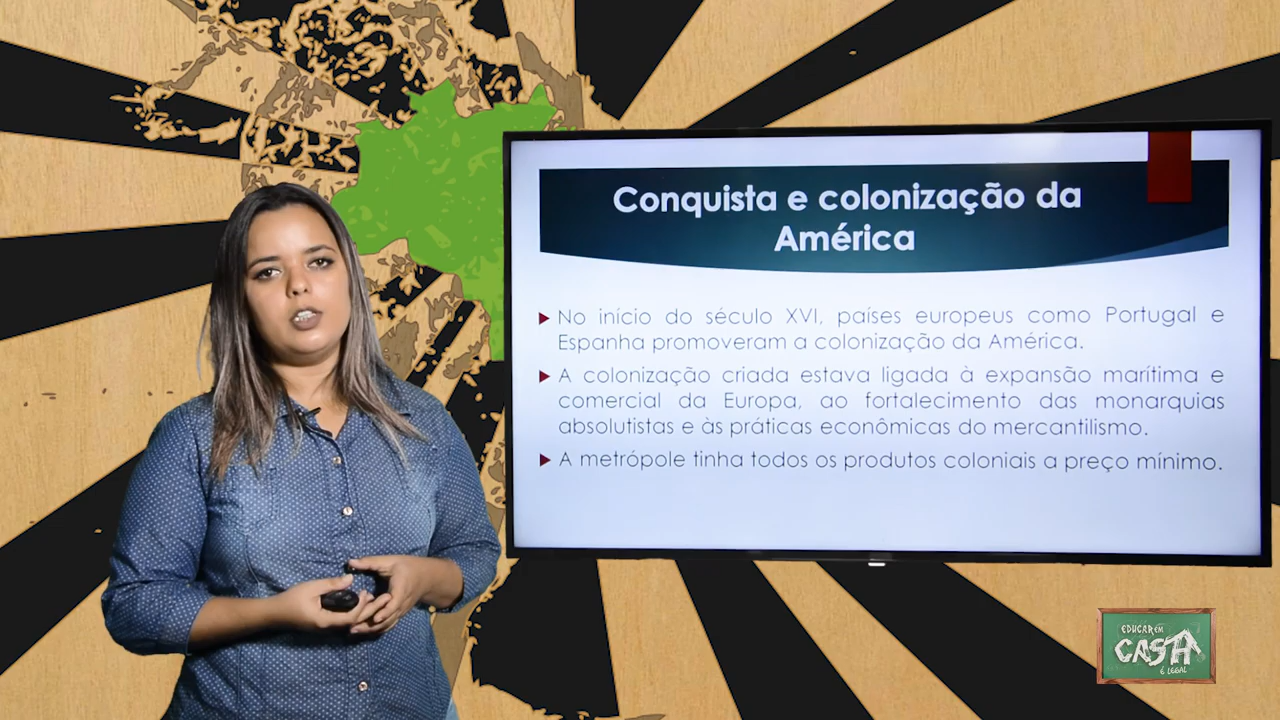 Conquista e colonização da
América
No início do século XVI, países europeus como Portugal e
Espanha promoveram a colonização da América.
A colonização criada estava ligada à expansão marítima e
comercial da Europa, ao fortalecimento das monarquias
absolutistas e às práticas econômicas do mercantilismo.
A metrópole tinha todos os produtos coloniais a preço mínimo.
EDUCAR EM
CASA
É LEGAL